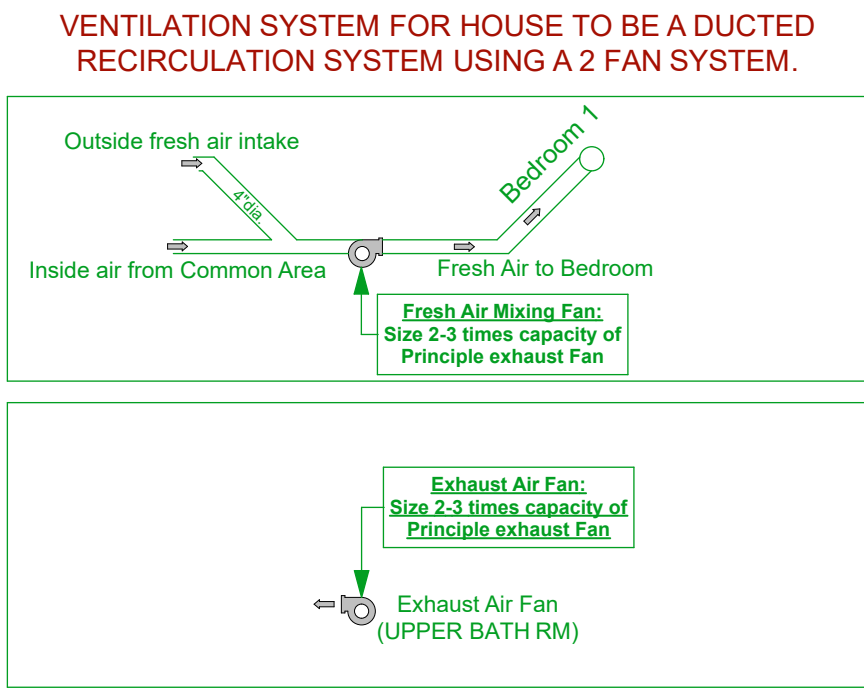 VENTILATION SYSTEM FOR HOUSE TO BE A DUCTED
RECIRCULATION SYSTEM USING A 2 FAN SYSTEM.
Outside fresh air intake
Bedroom 1
4"dia.
Inside air from Common Area
Fresh Air to Bedroom
Fresh Air Mixing Fan:
Size 2-3 times capacity of
Principle exhaust Fan
Exhaust Air Fan:
Size 2-3 times capacity of
Principle exhaust Fan
Exhaust Air Fan
(UPPER BATH RM)